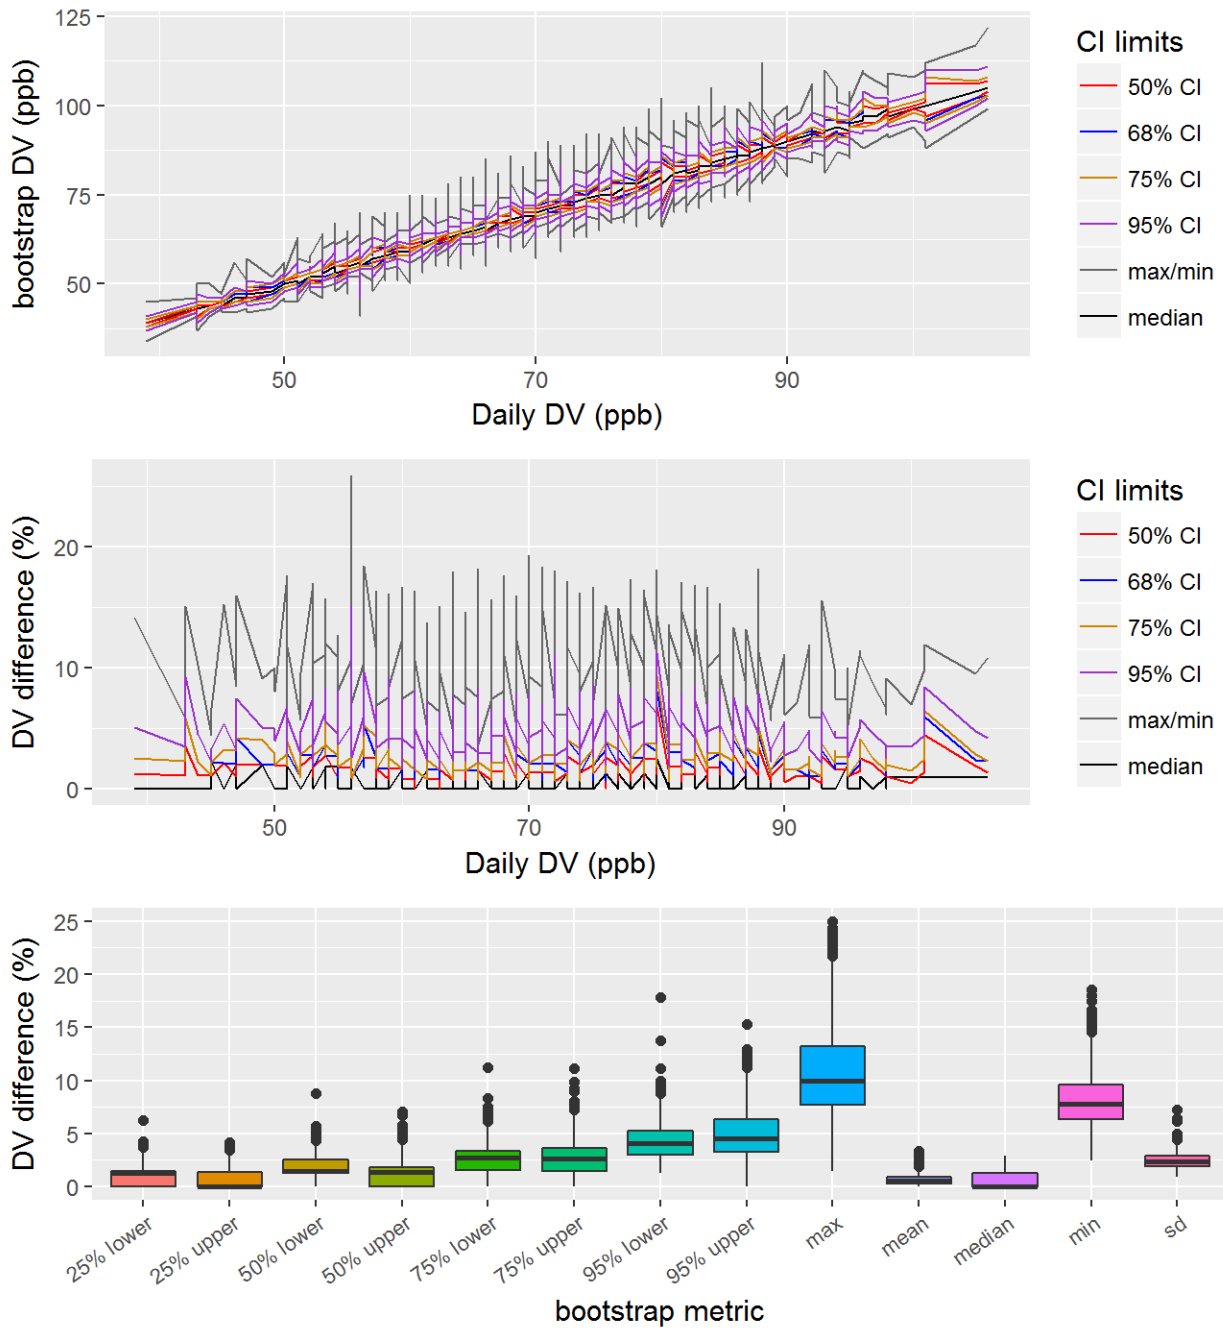 125
100
75
50
bootstrap DV (ppb)
50 70 90
Daily DV (ppb)
CI limits
50% CI
68% CI
75% CI
95% CI
max/min
median
20
10
0
DV difference (%)
50 70 90
Daily DV (ppb)
CI limits
50% CI
68% CI
75% CI
95% CI
max/min
median
25
20
15
10
5
0
DV difference (%)
25% lower
25% upper
50% lower
50% upper
75% lower
75% upper
95% lower
95% upper
max
mean
median
min
sd
bootstrap metric